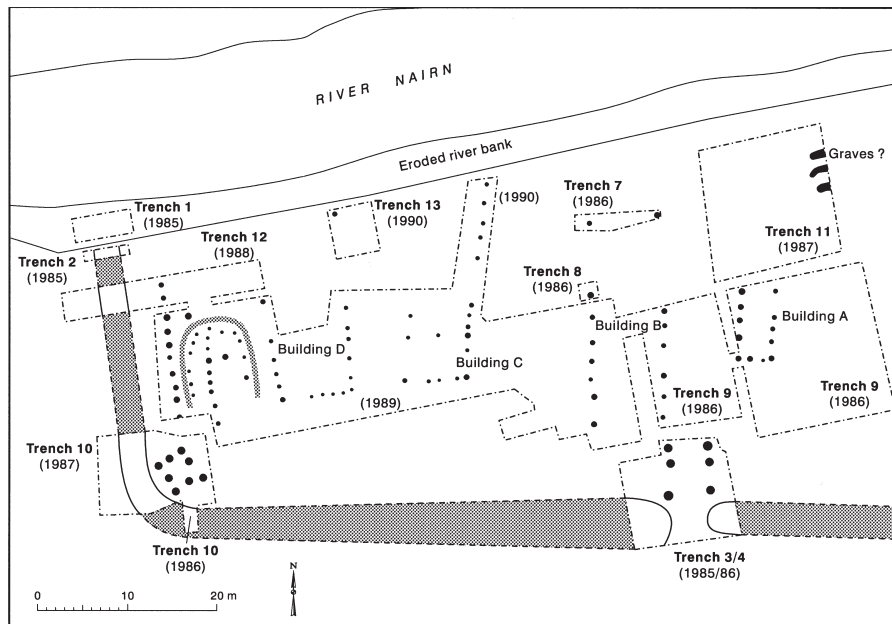 RIVER NAIRN
Eroded river bank
Graves ?
Trench 1
(1985)
Trench 13
(1990)
(1990)
Trench 7
(1986)
Trench 11
(1987)
Trench 2
(1985)
Trench 12
(1988)
Trench 8
(1986)
Building D
Building C
Building B
Building A
(1989)
Trench 9
(1986)
Trench 9
(1986)
Trench 10
(1987)
Trench 10
(1986)
Trench 3/4
(1985/86)
N
0 10 20 m